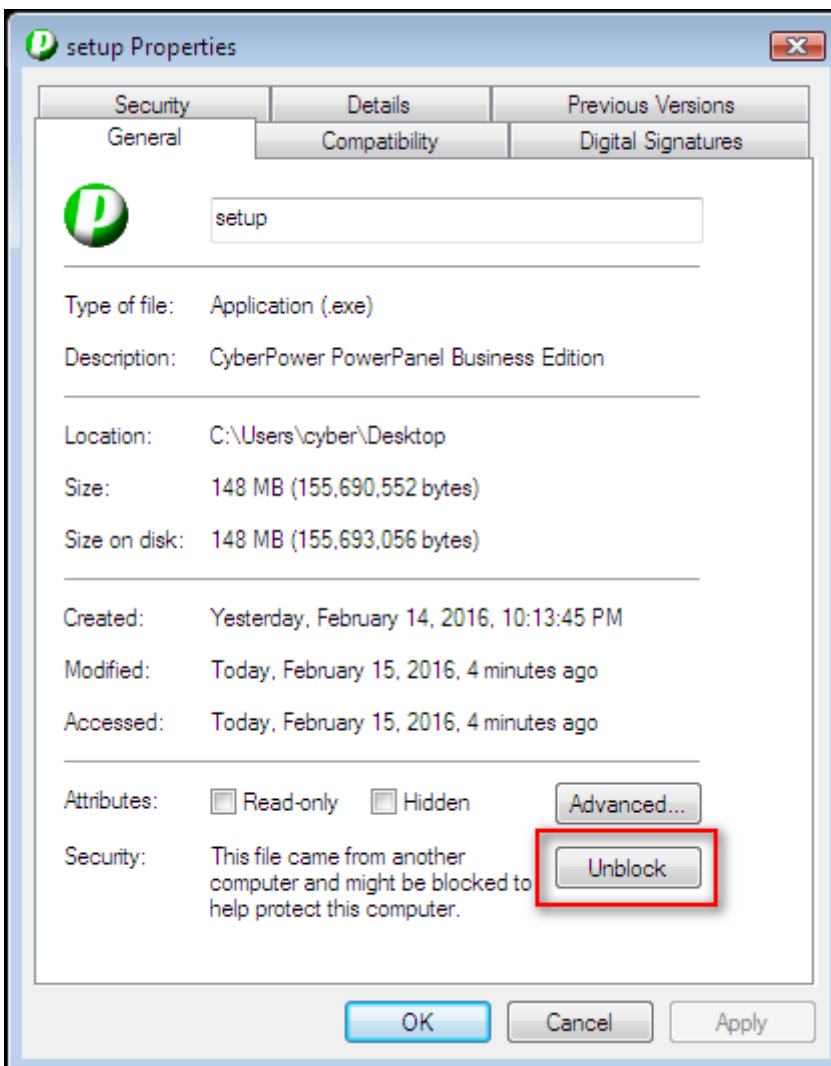 setup Properties
Security Details Previous Versions
General Compatibility Digital Signatures
setup
Type of file: Application (.exe)
Description: CyberPower PowerPanel Business Edition
Location: C:\Users\cyber\Desktop
Size: 148 MB (155,690,552 bytes)
Size on disk: 148 MB (155,693,056 bytes)
Created: Yesterday, February 14, 2016, 10:13:45 PM
Modified: Today, February 15, 2016, 4 minutes ago
Accessed: Today, February 15, 2016, 4 minutes ago
Attributes: Read-only Hidden Advanced...
Security: This file came from another
computer and might be blocked to
help protect this computer.
Unblock
OK Cancel Apply